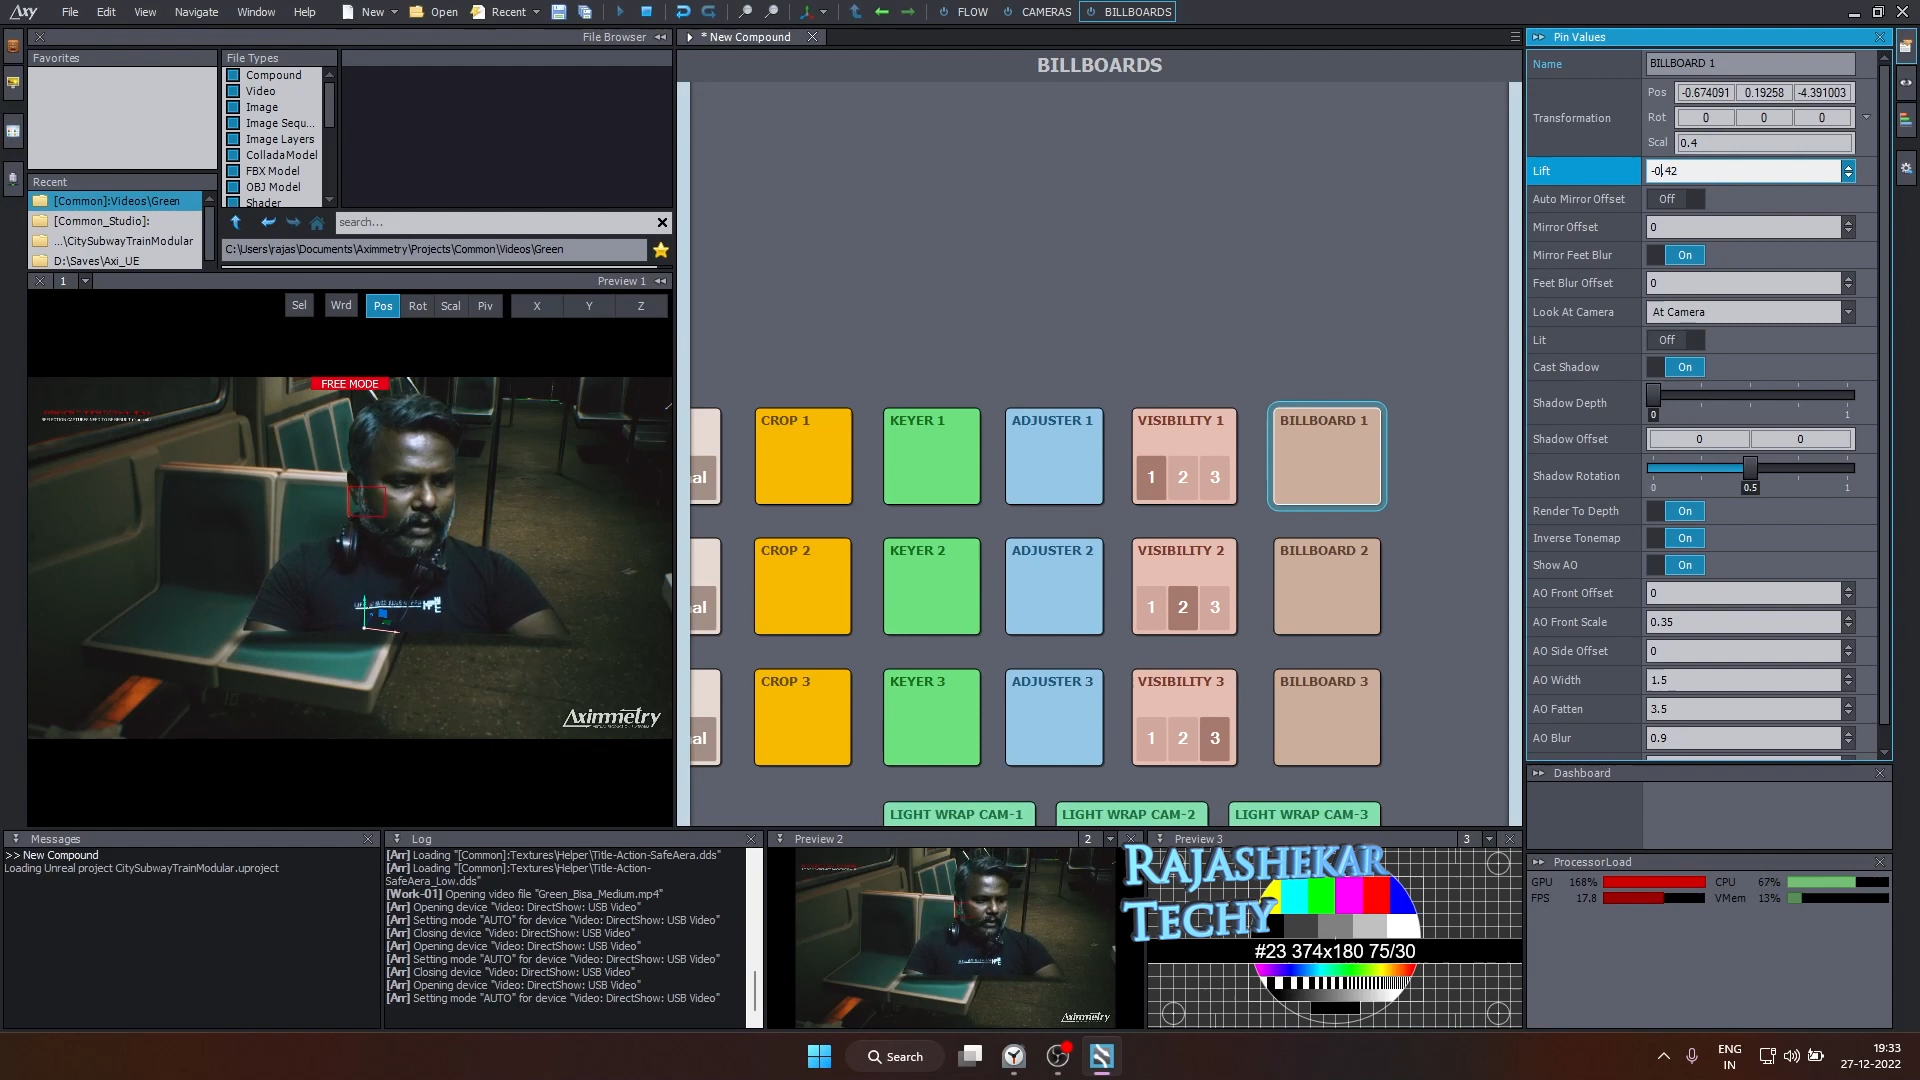 Axy File Edit View Navigate Window Help New Open Recent FLOW CAMERAS BILLBOARDS
File Browser
* New Compound
Pin Values
Favorites
File Types
Compound
Video
Image
Image Sequ...
Image Layers
ColladaModel
FBX Model
OBJ Model
Shader
Recent
[Common]:Videos\Green
[Common_Studio]:
...\CitySubwayTrainModular
D:\Saves\Axi_UE
search...
C:\Users\rajas\Documents\Aximmetry\Projects\Common\Videos\Green
1
Preview 1
Sel Wrd Pos Rot Scal Piv X Y Z
FREE MODE
Aximmetry
BILLBOARDS
al CROP 1 KEYER 1 ADJUSTER 1 VISIBILITY 1 1 2 3 BILLBOARD 1
al CROP 2 KEYER 2 ADJUSTER 2 VISIBILITY 2 1 2 3 BILLBOARD 2
al CROP 3 KEYER 3 ADJUSTER 3 VISIBILITY 3 1 2 3 BILLBOARD 3
LIGHT WRAP CAM-1 LIGHT WRAP CAM-2 LIGHT WRAP CAM-3
Name BILLBOARD 1
Transformation
Pos -0.674091 0.19258 -4.391003
Rot 0 0 0
Scal 0.4
Lift -0.42
Auto Mirror Offset Off
Mirror Offset 0
Mirror Feet Blur On
Feet Blur Offset 0
Look At Camera At Camera
Lit Off
Cast Shadow On
Shadow Depth 0 1
Shadow Offset 0 0
Shadow Rotation 0 0.5 1
Render To Depth On
Inverse Tonemap On
Show AO On
AO Front Offset 0
AO Front Scale 0.35
AO Side Offset 0
AO Width 1.5
AO Fatten 3.5
AO Blur 0.9
Dashboard
Messages
>> New Compound
Loading Unreal project CitySubwayTrainModular.uproject
Log
[Arr] Loading "[Common]:Textures\Helper\Title-Action-SafeAera.dds"
[Arr] Loading "[Common]:Textures\Helper\Title-Action-
SafeAera_Low.dds"
[Work-01] Opening video file "Green_Bisa_Medium.mp4"
[Arr] Opening device "Video: DirectShow: USB Video"
[Arr] Setting mode "AUTO" for device "Video: DirectShow: USB Video"
[Arr] Closing device "Video: DirectShow: USB Video"
[Arr] Opening device "Video: DirectShow: USB Video"
[Arr] Setting mode "AUTO" for device "Video: DirectShow: USB Video"
[Arr] Closing device "Video: DirectShow: USB Video"
[Arr] Opening device "Video: DirectShow: USB Video"
[Arr] Setting mode "AUTO" for device "Video: DirectShow: USB Video"
Preview 2 2
Aximmetry
Preview 3 3
RAJASHEKAR
TECHY
#23 374x180 75/30
ProcessorLoad
GPU 168% CPU 67%
FPS 17.8 VMem 13%
Search
ENG
IN
19:33
27-12-2022